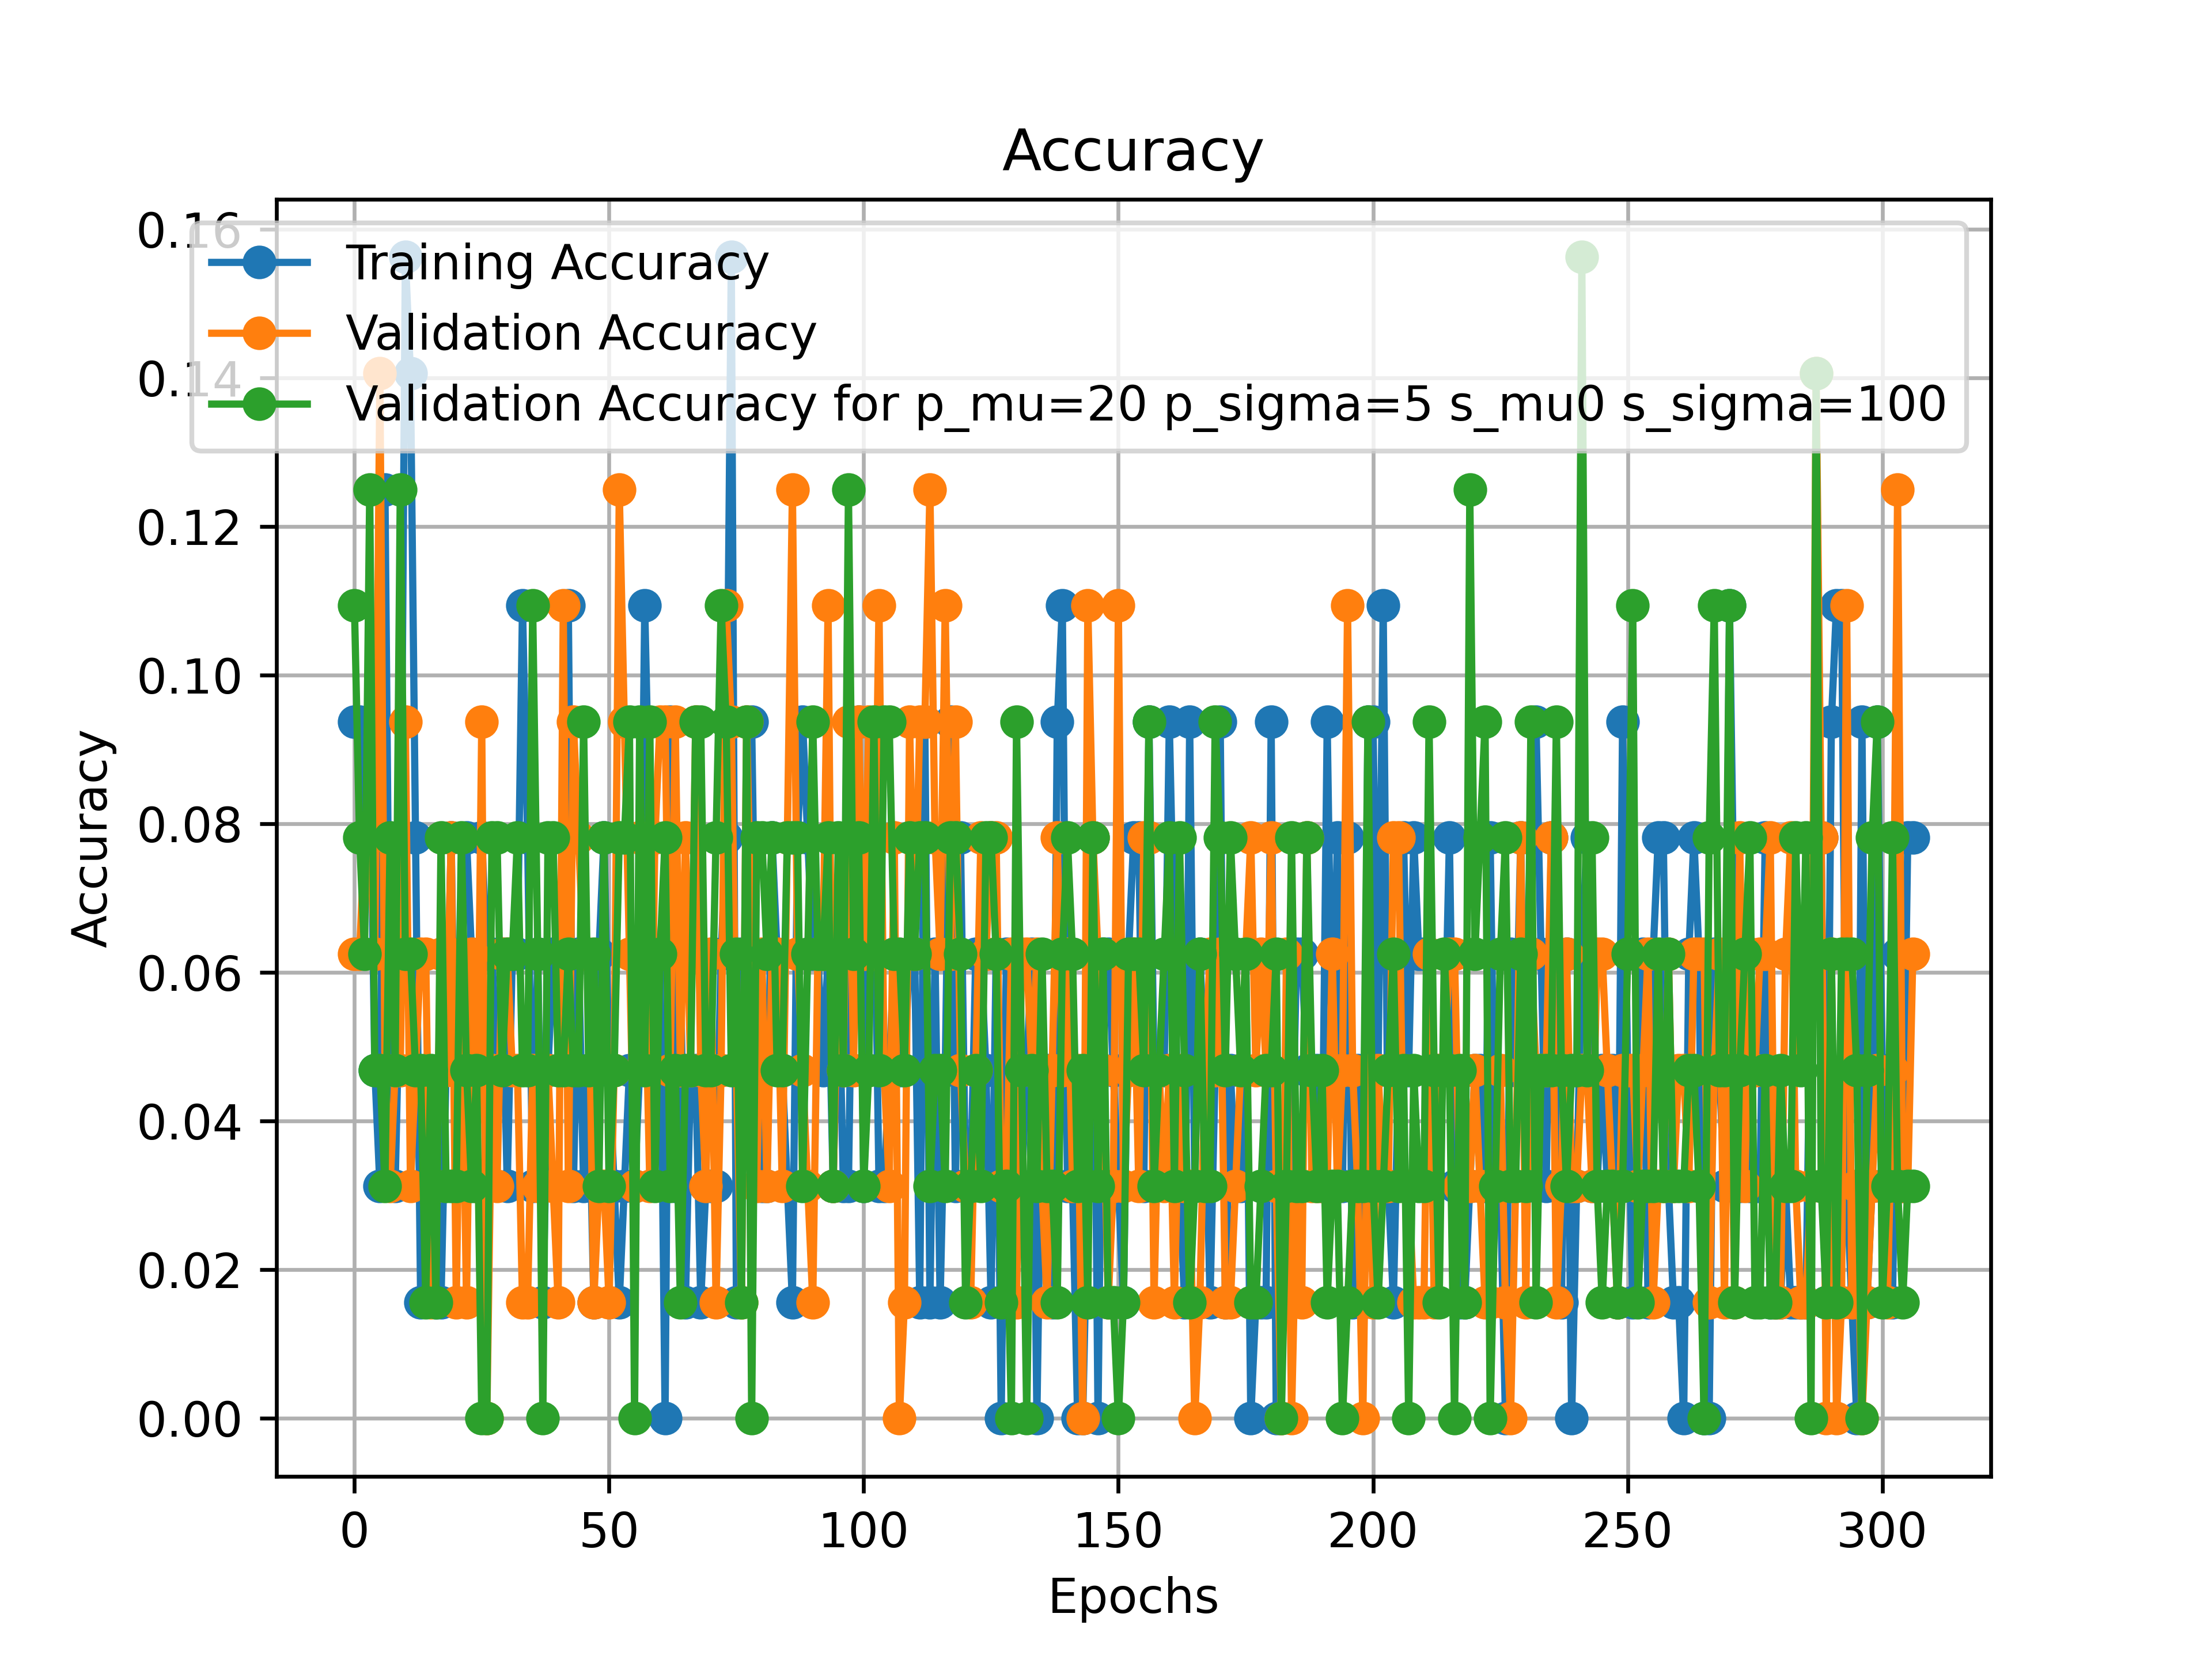 Accuracy
0.16
Training Accuracy
Validation Accuracy
0.14
Validation Accuracy for p_mu=20 p_sigma=5 s_mu0 s_sigma=100
0.12
0.10
0.08
0.06
0.04
0.02
0.00
Accuracy
0 50 100 150 200 250 300
Epochs